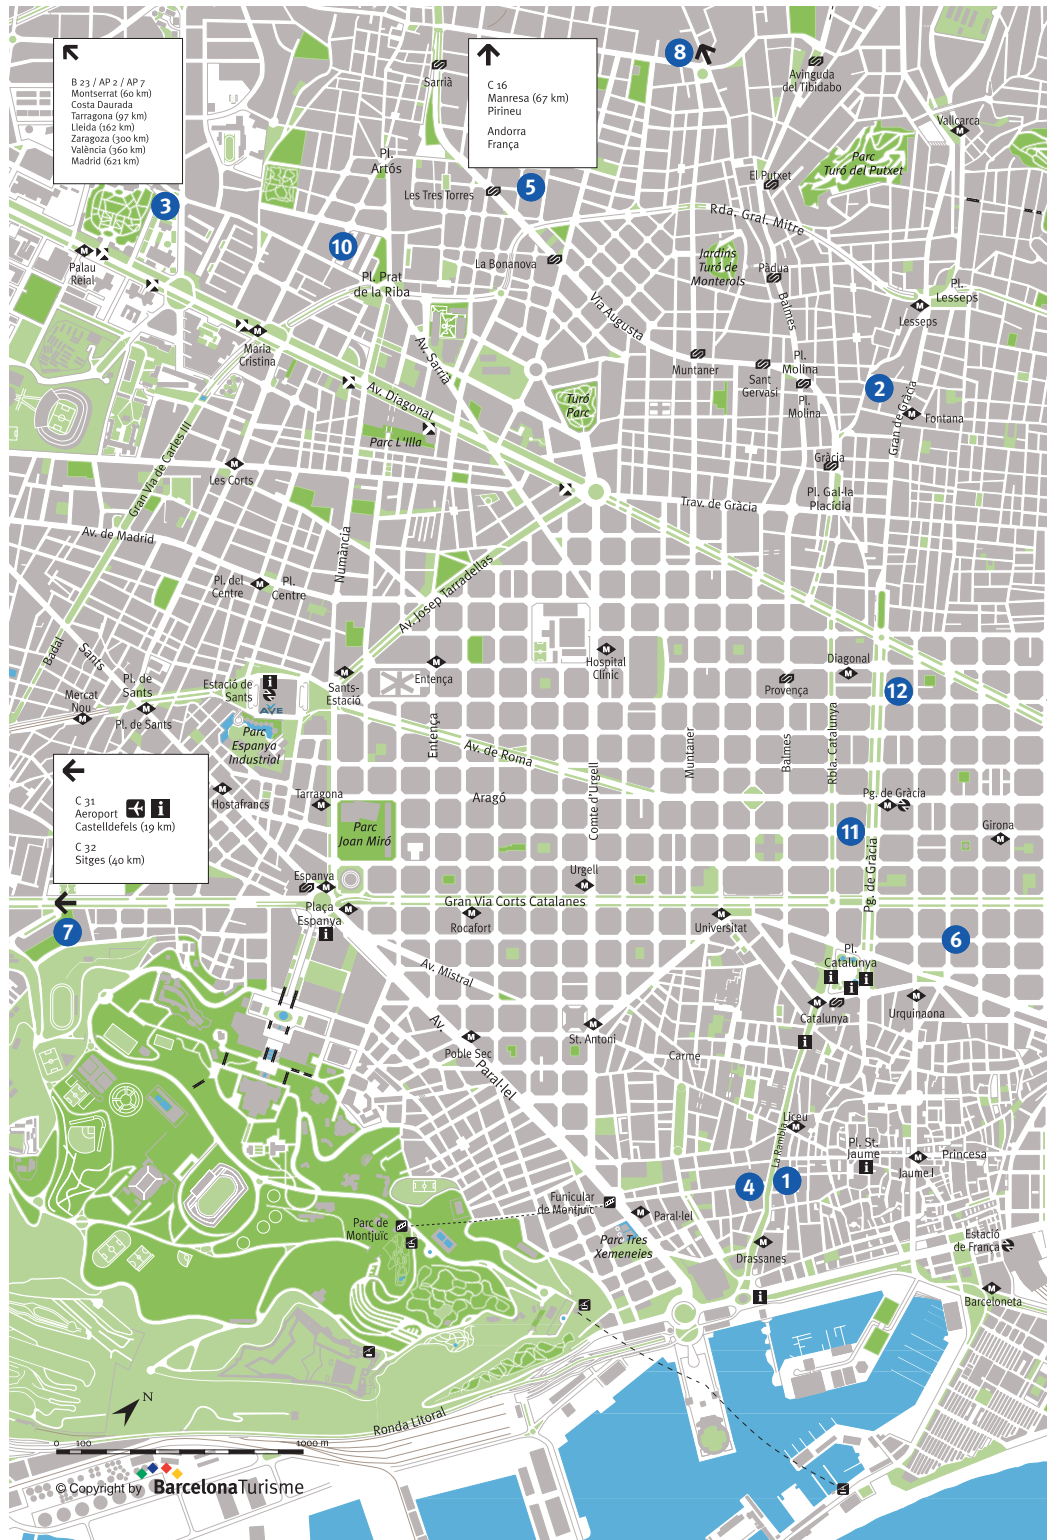 B 23 / AP 2 / AP 7
Montserrat (60 km)
Costa Daurada
Tarragona (97 km)
Lleida (162 km)
Zaragoza (300 km)
València (360 km)
Madrid (621 km)
C 16
Manresa (67 km)
Pirineu
Andorra
França
8
Sarrià
Avinguda
del Tibidabo
Vallcarca
Pl.
Artós
Parc
Turó del Putxet
El Putxet
Les Tres Torres
5
3
Rda. Gral. Mitre
10
Palau
Reial
La Bonanova
Jardins
Turó de
Monterols
Pàdua
Pl. Prat
de la Riba
Pl.
Lesseps
Lesseps
Balmes
Via Augusta
Maria
Cristina
Av. Sarrià
Muntaner
Sant
Gervasi
Pl.
Molina
Pl.
Molina
2
Gran de Gràcia
Fontana
Av. Diagonal
Turó
Parc
Parc L'Illa
Gran Via de Carles III
Les Corts
Gràcia
Pl. Gal·la
Placídia
Trav. de Gràcia
Av. de Madrid
Numància
Pl. del
Centre
Pl.
Centre
Av. Josep Tarradellas
Badal
Sants
Hospital
Clínic
Diagonal
Provença
12
Entença
Sants-
Estació
Estació de
Sants
AVE
Pl. de
Sants
Mercat
Nou
Pl. de Sants
Parc
Espanya
Industrial
Entença
Av. de Roma
Muntaner
Balmes
Rbla. Catalunya
Comte d'Urgell
C 31
Aeroport
Castelldefels (19 km)
C 32
Sitges (40 km)
Hostafrancs
Tarragona
Aragó
Pg. de Gràcia
Parc
Joan Miró
11
Girona
Pg. de Gràcia
Espanya
Urgell
Gran Via Corts Catalanes
Plaça
Espanya
Rocafort
Universitat
7
6
Pl.
Catalunya
Av. Mistral
Catalunya
Urquinaona
Av.
Paral·lel
Poble Sec
St. Antoni
Carme
Liceu
La Rambla
Pl. St.
Jaume
Jaume I
Princesa
4
1
Funicular
de Montjuïc
Paral·lel
Parc de
Montjuïc
Parc Tres
Xemeneies
Drassanes
Estació
de França
Barceloneta
N
Ronda Litoral
0 100 1000 m
© Copyright by BarcelonaTurisme